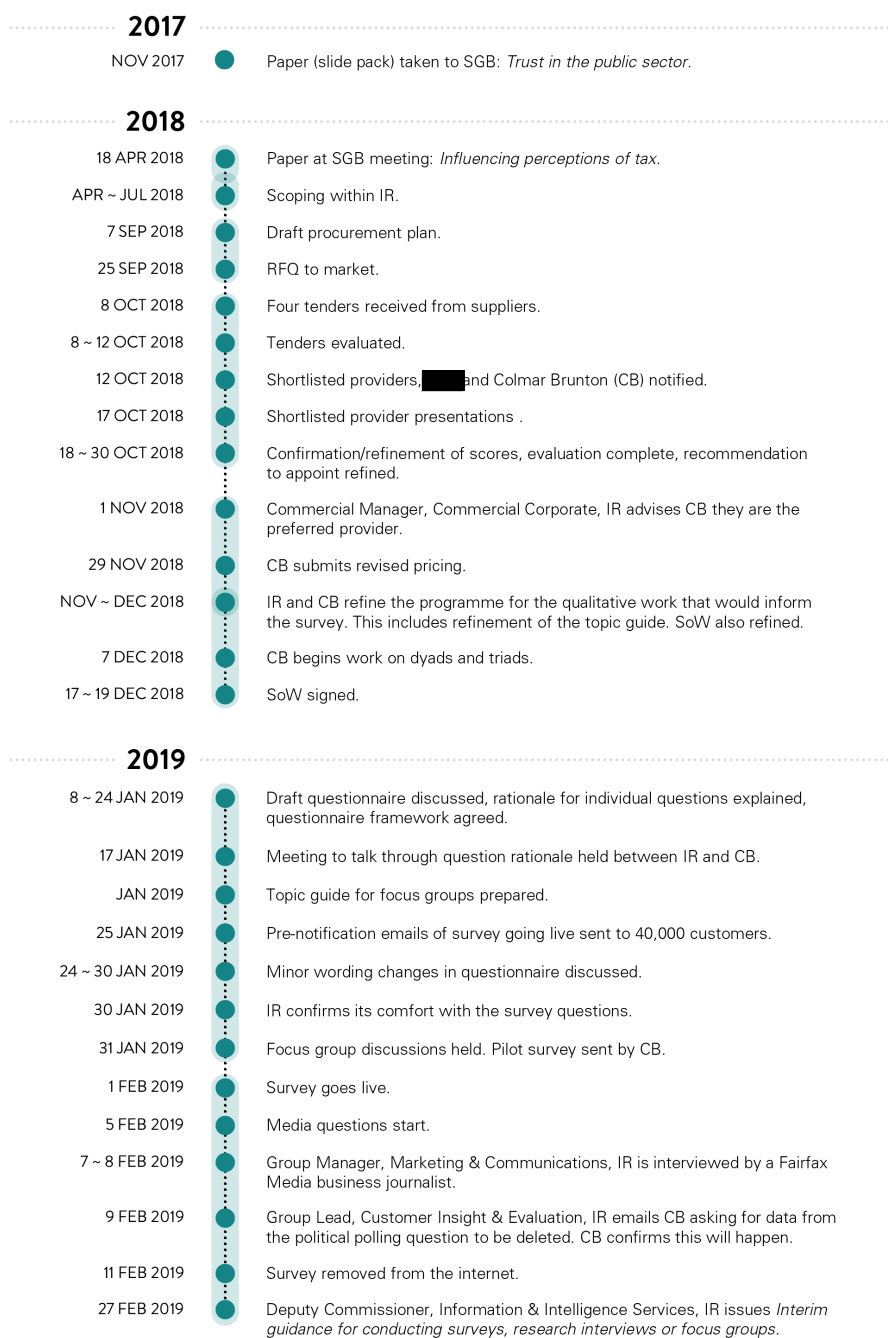 2017
NOV 2017 Paper (slide pack) taken to SGB: Trust in the public sector.
2018
18 APR 2018 Paper at SGB meeting: Influencing perceptions of tax.
APR ~ JUL 2018 Scoping within IR.
7 SEP 2018 Draft procurement plan.
25 SEP 2018 RFQ to market.
8 OCT 2018 Four tenders received from suppliers.
8 ~ 12 OCT 2018 Tenders evaluated.
12 OCT 2018 Shortlisted providers, and Colmar Brunton (CB) notified.
17 OCT 2018 Shortlisted provider presentations .
18 ~ 30 OCT 2018 Confirmation/refinement of scores, evaluation complete, recommendation
to appoint refined.
1 NOV 2018 Commercial Manager, Commercial Corporate, IR advises CB they are the
preferred provider.
29 NOV 2018 CB submits revised pricing.
NOV ~ DEC 2018 IR and CB refine the programme for the qualitative work that would inform
the survey. This includes refinement of the topic guide. SoW also refined.
7 DEC 2018 CB begins work on dyads and triads.
17 ~ 19 DEC 2018 SoW signed.
2019
8 ~ 24 JAN 2019 Draft questionnaire discussed, rationale for individual questions explained,
questionnaire framework agreed.
17 JAN 2019 Meeting to talk through question rationale held between IR and CB.
JAN 2019 Topic guide for focus groups prepared.
25 JAN 2019 Pre-notification emails of survey going live sent to 40,000 customers.
24 ~ 30 JAN 2019 Minor wording changes in questionnaire discussed.
30 JAN 2019 IR confirms its comfort with the survey questions.
31 JAN 2019 Focus group discussions held. Pilot survey sent by CB.
1 FEB 2019 Survey goes live.
5 FEB 2019 Media questions start.
7 ~ 8 FEB 2019 Group Manager, Marketing & Communications, IR is interviewed by a Fairfax
Media business journalist.
9 FEB 2019 Group Lead, Customer Insight & Evaluation, IR emails CB asking for data from
the political polling question to be deleted. CB confirms this will happen.
11 FEB 2019 Survey removed from the internet.
27 FEB 2019 Deputy Commissioner, Information & Intelligence Services, IR issues Interim
guidance for conducting surveys, research interviews or focus groups.